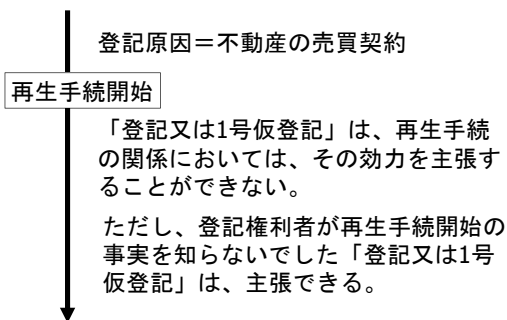 登記原因＝不動産の売買契約
再生手続開始
「登記又は1号仮登記」は、再生手続
の関係においては、その効力を主張す
ることができない。
ただし、登記権利者が再生手続開始の
事実を知らないでした「登記又は1号
仮登記」は、主張できる。